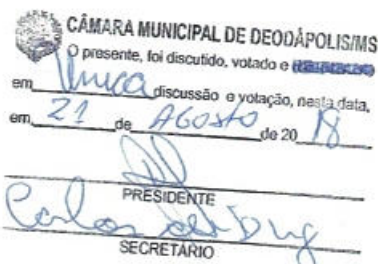 CÂMARA MUNICIPAL DE DEODÁPOLIS/MS
O presente, foi discutido, votado e
em Unica discussão e votação, nesta data,
em, 21 de AGOSTO de 20 18
PRESIDENTE
SECRETÁRIO